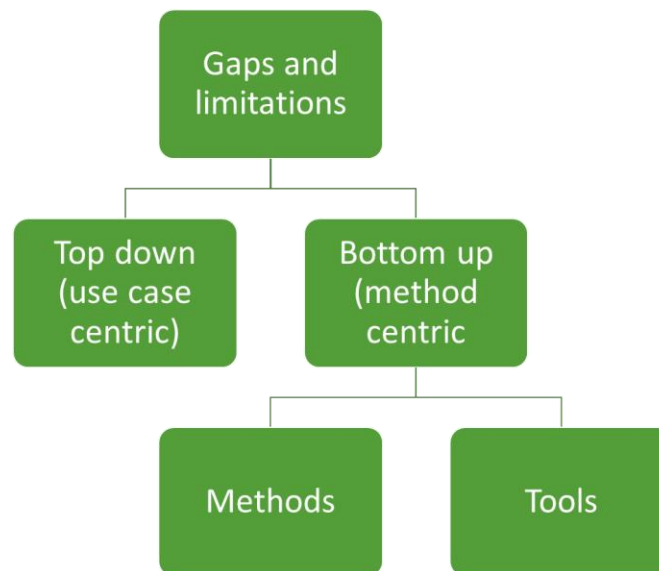 Gaps and
limitations
Top down
(use case
centric)
Bottom up
(method
centric
Methods
Tools